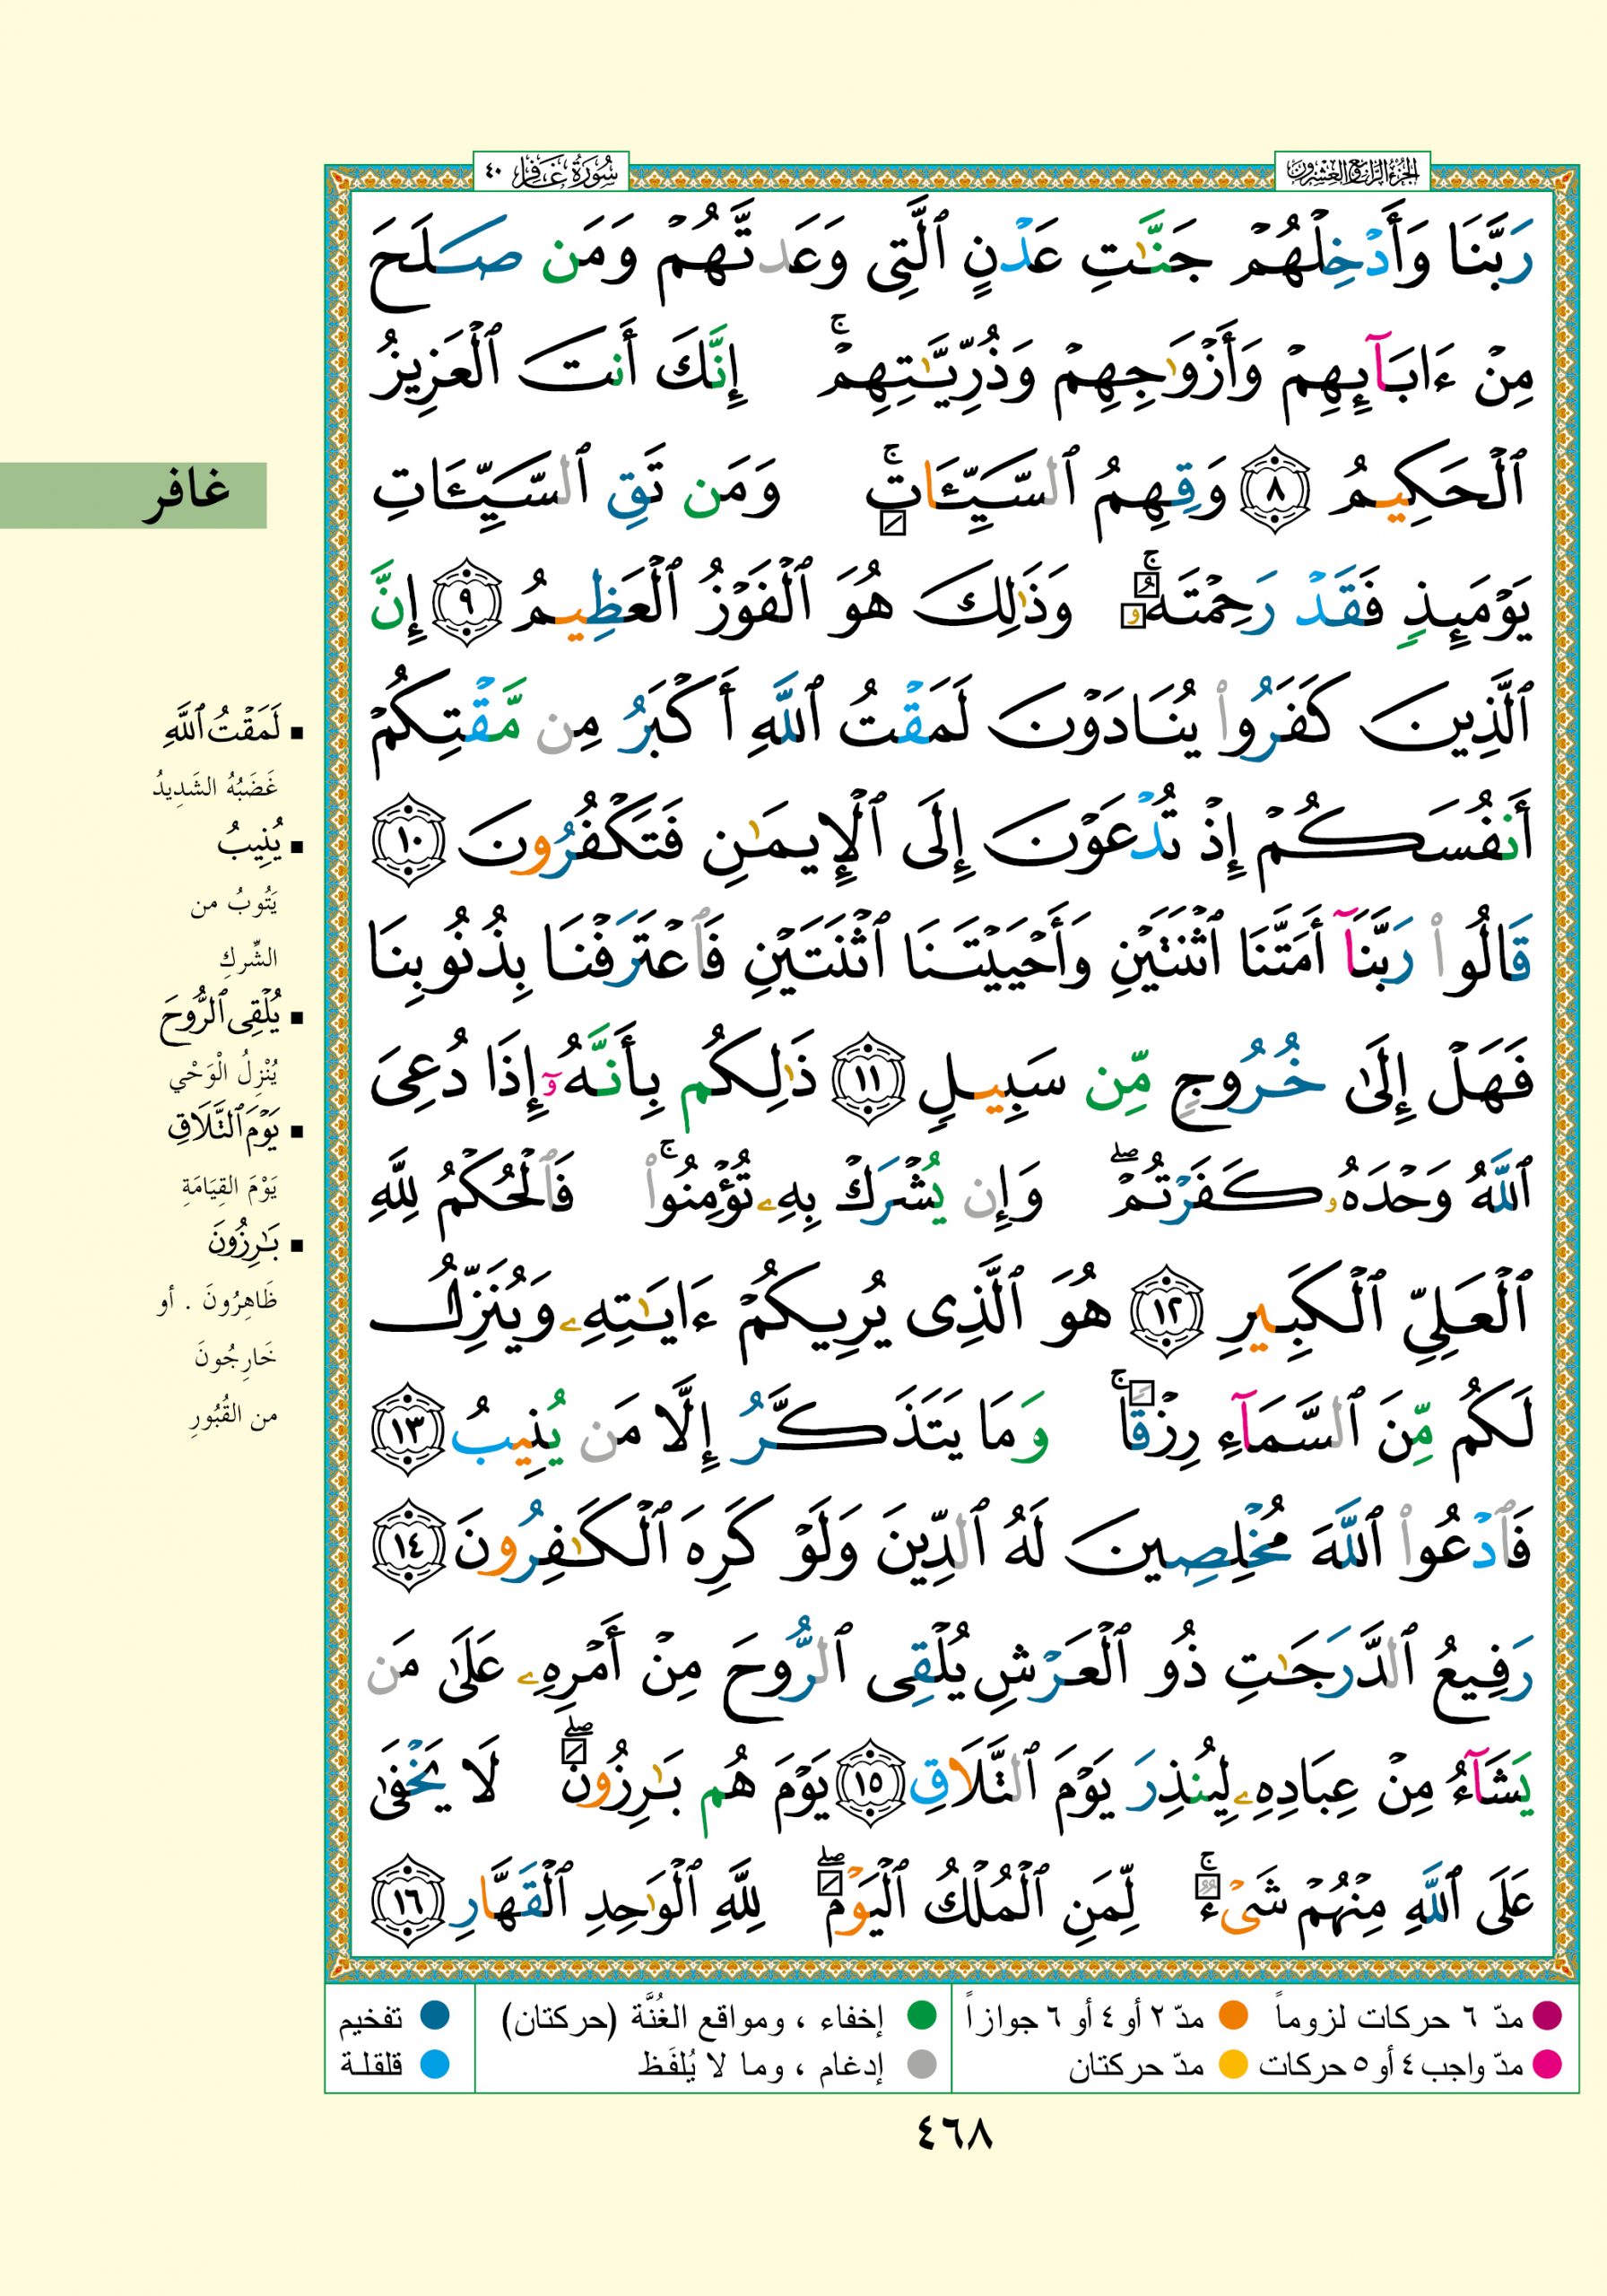 الجزء الرابع والعشرون
سُورَةُ غَافِرٍ ٤٠
رَبَّنَا وَأَدْخِلْهُمْ جَنَّٰتِ عَدْنٍ ٱلَّتِى وَعَدتَّهُمْ وَمَن صَلَحَ
مِنْ ءَابَآئِهِمْ وَأَزْوَٰجِهِمْ وَذُرِّيَّٰتِهِمْ ۚ إِنَّكَ أَنتَ ٱلْعَزِيزُ
ٱلْحَكِيمُ ٨ وَقِهِمُ ٱلسَّيِّـَٔاتِ ۚ وَمَن تَقِ ٱلسَّيِّـَٔاتِ
يَوْمَئِذٍ فَقَدْ رَحِمْتَهُۥ ۚ وَذَٰلِكَ هُوَ ٱلْفَوْزُ ٱلْعَظِيمُ ٩ إِنَّ
ٱلَّذِينَ كَفَرُوا۟ يُنَادَوْنَ لَمَقْتُ ٱللَّهِ أَكْبَرُ مِن مَّقْتِكُمْ
أَنفُسَكُمْ إِذْ تُدْعَوْنَ إِلَى ٱلْإِيمَٰنِ فَتَكْفُرُونَ ١٠
قَالُوا۟ رَبَّنَآ أَمَتَّنَا ٱثْنَتَيْنِ وَأَحْيَيْتَنَا ٱثْنَتَيْنِ فَٱعْتَرَفْنَا بِذُنُوبِنَا
فَهَلْ إِلَىٰ خُرُوجٍ مِّن سَبِيلٍ ١١ ذَٰلِكُم بِأَنَّهُۥٓ إِذَا دُعِىَ
ٱللَّهُ وَحْدَهُۥ كَفَرْتُمْ ۖ وَإِن يُشْرَكْ بِهِۦ تُؤْمِنُوا۟ ۚ فَٱلْحُكْمُ لِلَّهِ
ٱلْعَلِىِّ ٱلْكَبِيرِ ١٢ هُوَ ٱلَّذِى يُرِيكُمْ ءَايَٰتِهِۦ وَيُنَزِّلُ
لَكُم مِّنَ ٱلسَّمَآءِ رِزْقًا ۚ وَمَا يَتَذَكَّرُ إِلَّا مَن يُنِيبُ ١٣
فَٱدْعُوا۟ ٱللَّهَ مُخْلِصِينَ لَهُ ٱلدِّينَ وَلَوْ كَرِهَ ٱلْكَٰفِرُونَ ١٤
رَفِيعُ ٱلدَّرَجَٰتِ ذُو ٱلْعَرْشِ يُلْقِى ٱلرُّوحَ مِنْ أَمْرِهِۦ عَلَىٰ مَن
يَشَآءُ مِنْ عِبَادِهِۦ لِيُنذِرَ يَوْمَ ٱلتَّلَاقِ ١٥ يَوْمَ هُم بَٰرِزُونَ ۖ لَا يَخْفَىٰ
عَلَى ٱللَّهِ مِنْهُمْ شَىْءٌ ۚ لِّمَنِ ٱلْمُلْكُ ٱلْيَوْمَ ۖ لِلَّهِ ٱلْوَٰحِدِ ٱلْقَهَّارِ ١٦
غافر
▪ لَمَقْتُ ٱللَّهِ
غَضَبُهُ الشَدِيدُ
▪ يُنِيبُ
يَتُوبُ من
الشِّركِ
▪ يُلْقِى ٱلرُّوحَ
يُنْزِلُ الْوَحْي
▪ يَوْمَ ٱلتَّلَاقِ
يَوْمَ القِيَامَةِ
▪ بَٰرِزُونَ
ظَاهِرُونَ . أو
خَارِجُونَ
من القُبُورِ
مدّ ٦ حركات لزوماً مدّ ٢ أو ٤ أو ٦ جوازاً إخفاء ، ومواقع الغُنَّة (حركتان) تفخيم
مدّ واجب ٤ أو ٥ حركات مدّ حركتان إدغام ، وما لا يُلفَظ قلقلة
٤٦٨